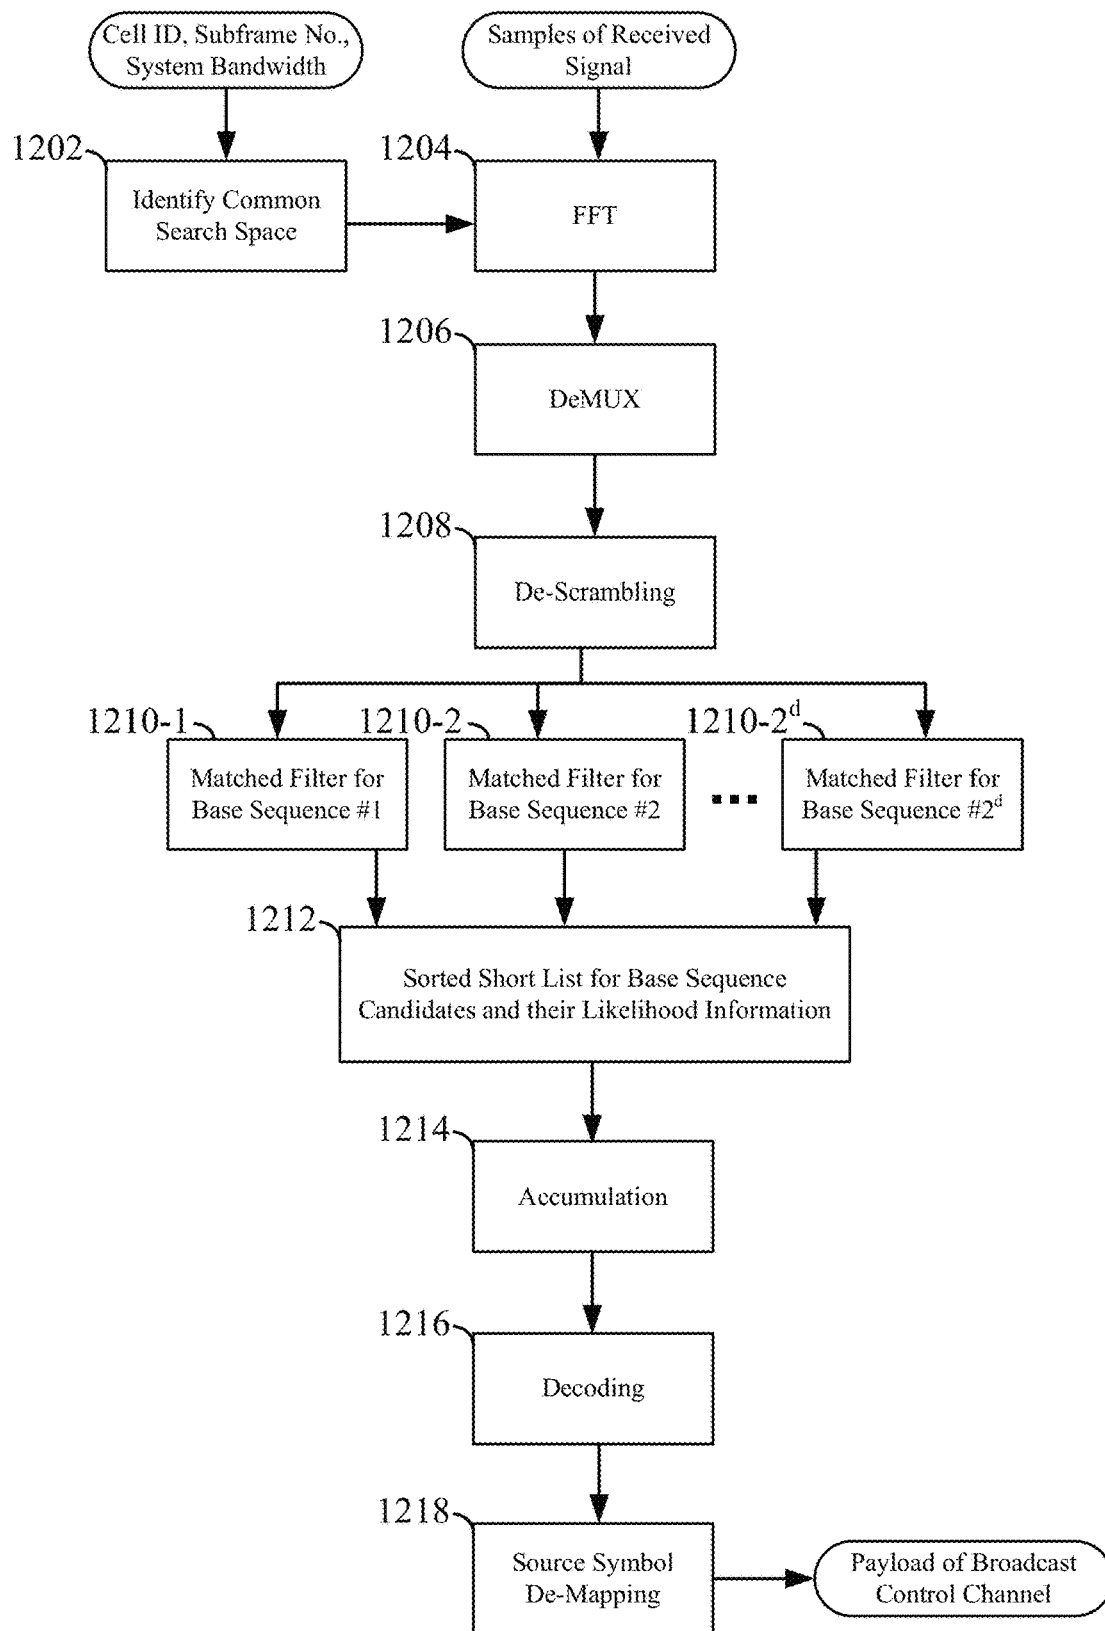 Cell ID, Subframe No.,
System Bandwidth
Samples of Received
Signal
1202
Identify Common
Search Space
1204
FFT
1206
DeMUX
1208
De-Scrambling
1210-1
Matched Filter for
Base Sequence #1
1210-2
Matched Filter for
Base Sequence #2
1210-2^d
Matched Filter for
Base Sequence #2^d
1212
Sorted Short List for Base Sequence
Candidates and their Likelihood Information
1214
Accumulation
1216
Decoding
1218
Source Symbol
De-Mapping
Payload of Broadcast
Control Channel